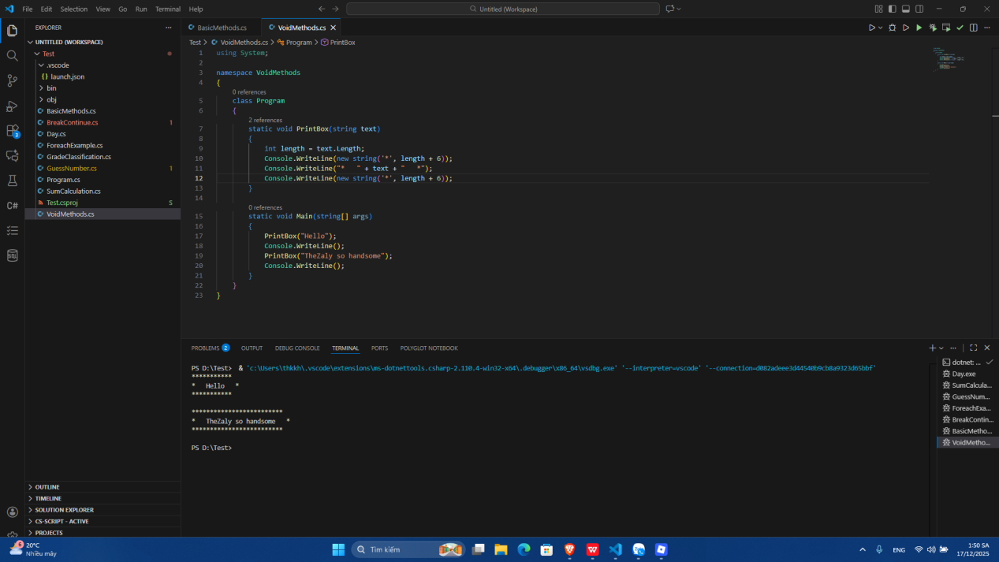 File Edit Selection View Go Run Terminal Help
Untitled (Workspace)
EXPLORER
UNTITLED (WORKSPACE)
Test
.vscode
{} launch.json
bin
obj
BasicMethods.cs
BreakContinue.cs 1
Day.cs
ForeachExample.cs
GradeClassification.cs
GuessNumber.cs 1
Program.cs
SumCalculation.cs
Test.csproj S
VoidMethods.cs
OUTLINE
TIMELINE
SOLUTION EXPLORER
CS-SCRIPT - ACTIVE
PROJECTS
3
C#
BasicMethods.cs VoidMethods.cs
Test > VoidMethods.cs > Program > PrintBox
1 using System;
2
3 namespace VoidMethods
4 {
0 references
5 class Program
6 {
2 references
7 static void PrintBox(string text)
8 {
9 int length = text.Length;
10 Console.WriteLine(new string('*', length + 6));
11 Console.WriteLine("*   " + text + "   *");
12 Console.WriteLine(new string('*', length + 6));
13 }
14
0 references
15 static void Main(string[] args)
16 {
17 PrintBox("Hello");
18 Console.WriteLine();
19 PrintBox("TheZaly so handsome");
20 Console.WriteLine();
21 }
22 }
23 }
PROBLEMS 2 OUTPUT DEBUG CONSOLE TERMINAL PORTS POLYGLOT NOTEBOOK
PS D:\Test>  & 'c:\Users\thkkh\.vscode\extensions\ms-dotnettools.csharp-2.110.4-win32-x64\.debugger\x86_64\vsdbg.exe' '--interpreter=vscode' '--connection=d082adeee3d44540b9cb8a9323d65bbf'
***********
*   Hello   *
***********
*************************
*   TheZaly so handsome   *
*************************
PS D:\Test>
dotnet: ...
Day.exe
SumCalcula...
GuessNum...
ForeachExa...
BreakContin...
BasicMetho...
VoidMetho...
6
20°C
Nhiều mây
Tìm kiếm
ENG
1:50 SA
17/12/2025